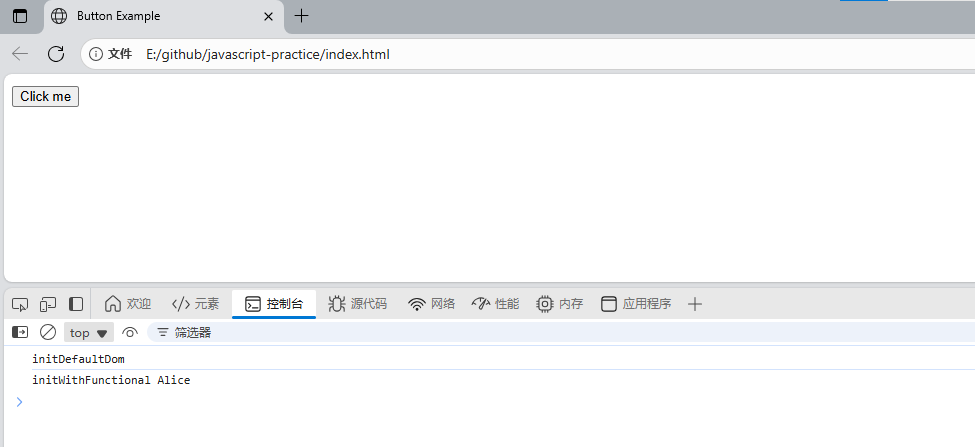 Button Example
文件 E:/github/javascript-practice/index.html
Click me
欢迎 元素 控制台 源代码 网络 性能 内存 应用程序
top 筛选器
initDefaultDom
initWithFunctional Alice